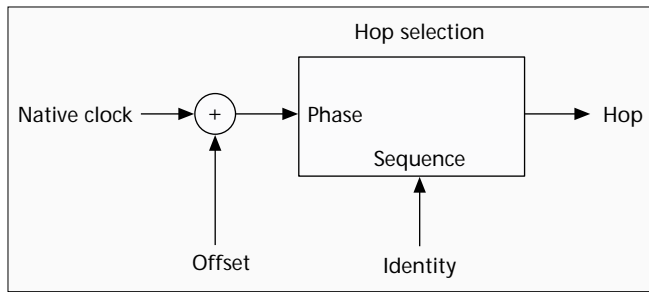 Hop selection
Native clock
+
Phase
Hop
Sequence
Offset
Identity